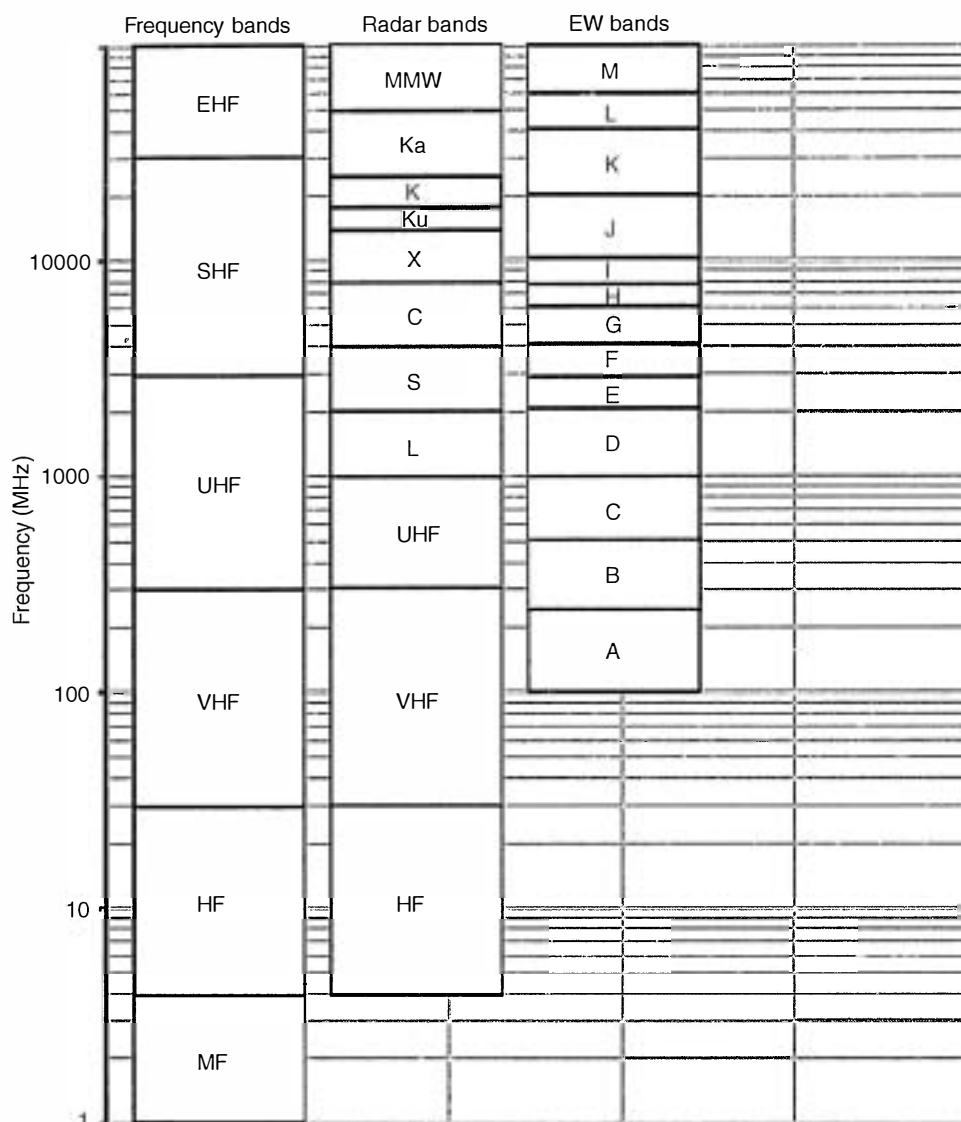 Frequency bands
Radar bands
EW bands
Frequency (MHz)
10000
1000
100
10
1
EHF
SHF
UHF
VHF
HF
MF
MMW
Ka
K
Ku
X
C
S
L
UHF
VHF
HF
M
L
K
J
I
H
G
F
E
D
C
B
A